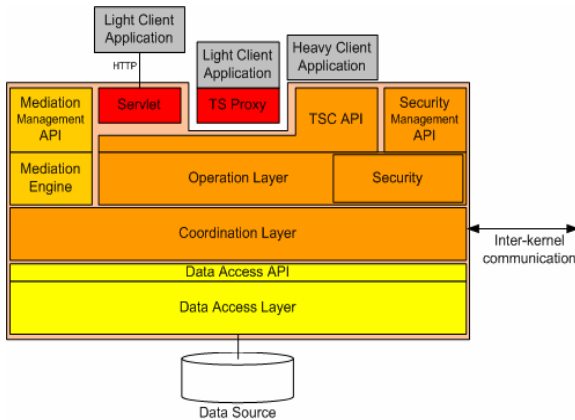 Light Client
Application
HTTP
Light Client
Application
Heavy Client
Application
Mediation
Management
API
Servlet
TS Proxy
TSC API
Security
Management
API
Mediation
Engine
Operation Layer
Security
Coordination Layer
Inter-kernel
communication
Data Access API
Data Access Layer
Data Source